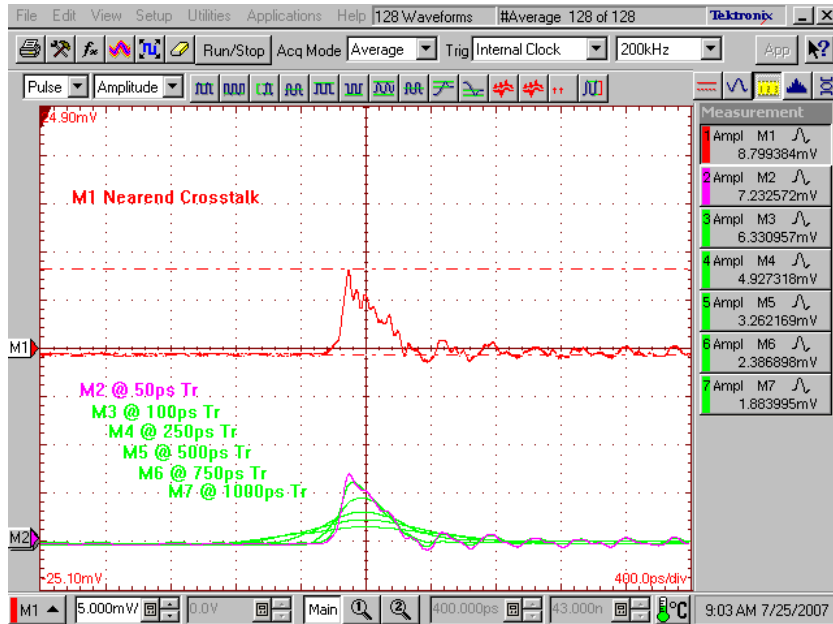 File Edit View Setup Utilities Applications Help 128 Waveforms #Average 128 of 128 Tektronix
Run/Stop Acq Mode Average Trig Internal Clock 200kHz App
Pulse Amplitude
24.90mV
M1 Nearend Crosstalk
M1
M2 @ 50ps Tr
M3 @ 100ps Tr
M4 @ 250ps Tr
M5 @ 500ps Tr
M6 @ 750ps Tr
M7 @ 1000ps Tr
M2
-25.10mV
400.0ps/div
Measurement
1 Ampl M1
8.799384mV
2 Ampl M2
7.232572mV
3 Ampl M3
6.330957mV
4 Ampl M4
4.927318mV
5 Ampl M5
3.262169mV
6 Ampl M6
2.386898mV
7 Ampl M7
1.883995mV
M1 5.000mV/ 0.0V Main 1 2 400.000ps 43.000n °C 9:03 AM 7/25/2007